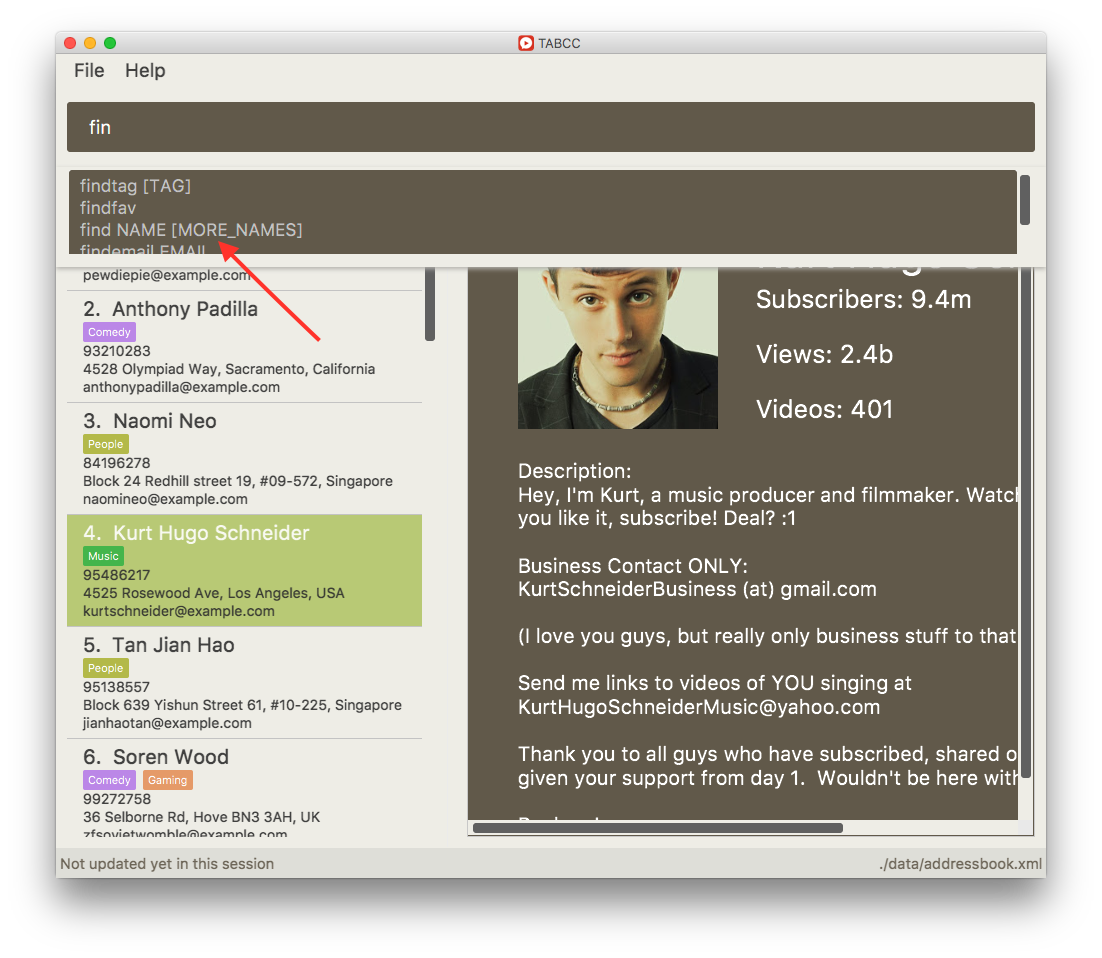 TABCC
File Help
fin
findtag [TAG]
findfav
find NAME [MORE_NAMES]
findemail EMAIL
pewdiepie@example.com
2. Anthony Padilla
Comedy
93210283
4528 Olympiad Way, Sacramento, California
anthonypadilla@example.com
3. Naomi Neo
People
84196278
Block 24 Redhill street 19, #09-572, Singapore
naomineo@example.com
4. Kurt Hugo Schneider
Music
95486217
4525 Rosewood Ave, Los Angeles, USA
kurtschneider@example.com
5. Tan Jian Hao
People
95138557
Block 639 Yishun Street 61, #10-225, Singapore
jianhaotan@example.com
6. Soren Wood
Comedy Gaming
99272758
36 Selborne Rd, Hove BN3 3AH, UK
zfsovietwomble@example.com
Subscribers: 9.4m
Views: 2.4b
Videos: 401
Description:
Hey, I'm Kurt, a music producer and filmmaker. Watch
you like it, subscribe! Deal? :1
Business Contact ONLY:
KurtSchneiderBusiness (at) gmail.com
(I love you guys, but really only business stuff to that
Send me links to videos of YOU singing at
KurtHugoSchneiderMusic@yahoo.com
Thank you to all guys who have subscribed, shared o
given your support from day 1. Wouldn't be here with
Not updated yet in this session
./data/addressbook.xml